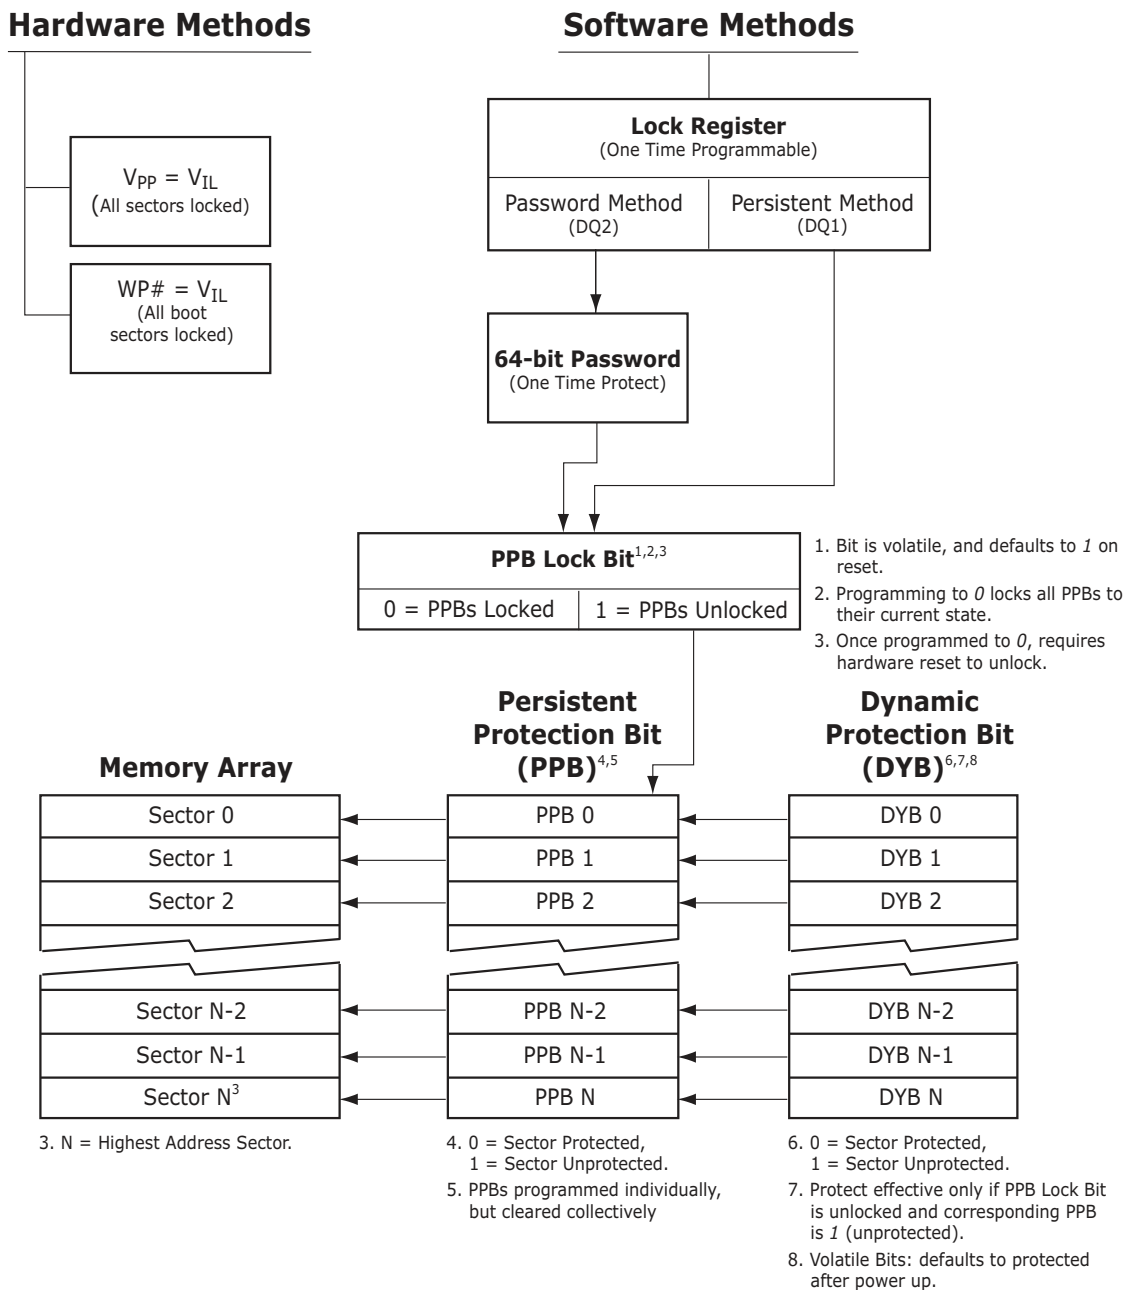 Hardware Methods
Software Methods
VPP = VIL
(All sectors locked)
WP# = VIL
(All boot
sectors locked)
Lock Register
(One Time Programmable)
Password Method
(DQ2)
Persistent Method
(DQ1)
64-bit Password
(One Time Protect)
PPB Lock Bit1,2,3
0 = PPBs Locked
1 = PPBs Unlocked
1. Bit is volatile, and defaults to 1 on
reset.
2. Programming to 0 locks all PPBs to
their current state.
3. Once programmed to 0, requires
hardware reset to unlock.
Memory Array
Persistent
Protection Bit
(PPB)4,5
Dynamic
Protection Bit
(DYB)6,7,8
Sector 0
PPB 0
DYB 0
Sector 1
PPB 1
DYB 1
Sector 2
PPB 2
DYB 2
Sector N-2
PPB N-2
DYB N-2
Sector N-1
PPB N-1
DYB N-1
Sector N3
PPB N
DYB N
3. N = Highest Address Sector.
4. 0 = Sector Protected,
1 = Sector Unprotected.
5. PPBs programmed individually,
but cleared collectively
6. 0 = Sector Protected,
1 = Sector Unprotected.
7. Protect effective only if PPB Lock Bit
is unlocked and corresponding PPB
is 1 (unprotected).
8. Volatile Bits: defaults to protected
after power up.